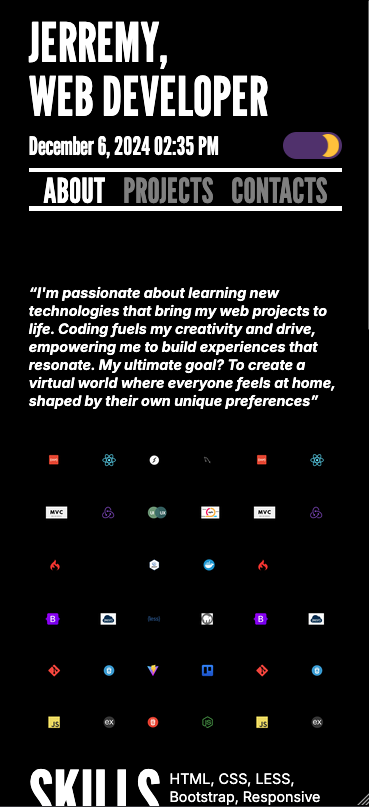 JERREMY,
WEB DEVELOPER
December 6, 2024 02:35 PM
ABOUT PROJECTS CONTACTS
“I'm passionate about learning new
technologies that bring my web projects to
life. Coding fuels my creativity and drive,
empowering me to build experiences that
resonate. My ultimate goal? To create a
virtual world where everyone feels at home,
shaped by their own unique preferences”
MVC MVC
B B
JS ex JS ex
SKILLS
HTML, CSS, LESS,
Bootstrap, Responsive